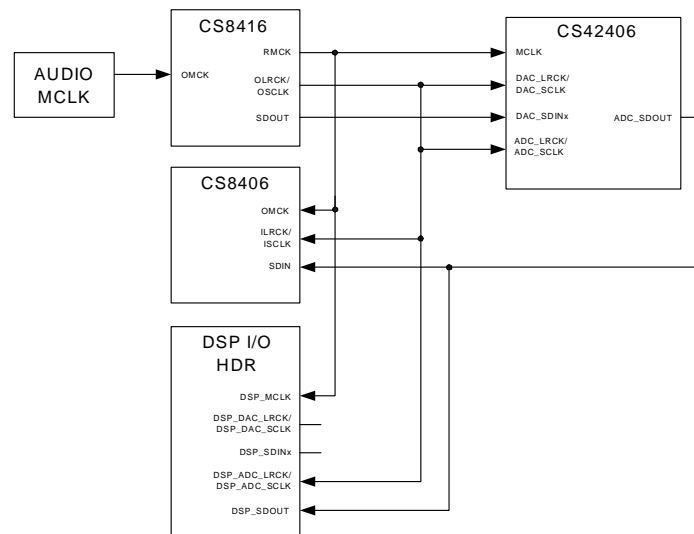 AUDIO
MCLK
CS8416
OMCK
RMCK
OLRCK/
OSCLK
SDOUT
CS42406
MCLK
DAC_LRCK/
DAC_SCLK
DAC_SDINx
ADC_SDOUT
ADC_LRCK/
ADC_SCLK
CS8406
OMCK
ILRCK/
ISCLK
SDIN
DSP I/O
HDR
DSP_MCLK
DSP_DAC_LRCK/
DSP_DAC_SCLK
DSP_SDINx
DSP_ADC_LRCK/
DSP_ADC_SCLK
DSP_SDOUT